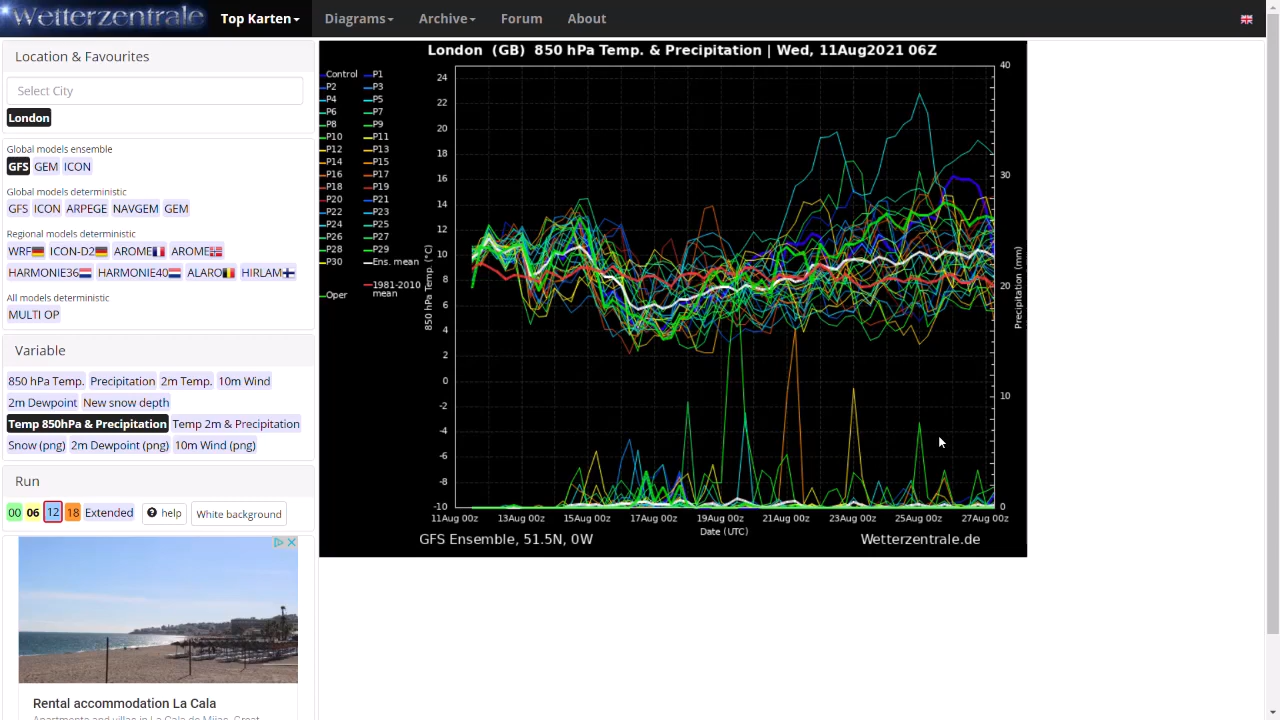 Wetterzentrale Top Karten Diagrams Archive Forum About
Location & Favourites
Select City
London
Global models ensemble
GFS GEM ICON
Global models deterministic
GFS ICON ARPEGE NAVGEM GEM
Regional models deterministic
WRF ICON-D2 AROME AROME
HARMONIE36 HARMONIE40 ALARO HIRLAM
All models deterministic
MULTI OP
Variable
850 hPa Temp. Precipitation 2m Temp. 10m Wind
2m Dewpoint New snow depth
Temp 850hPa & Precipitation Temp 2m & Precipitation
Snow (png) 2m Dewpoint (png) 10m Wind (png)
Run
00 06 12 18 Extended help White background
Rental accommodation La Cala
Apartments and villas in La Cala de Mijas. Great
London (GB) 850 hPa Temp. & Precipitation | Wed, 11Aug2021 06Z
Control P1
P2 P3
P4 P5
P6 P7
P8 P9
P10 P11
P12 P13
P14 P15
P16 P17
P18 P19
P20 P21
P22 P23
P24 P25
P26 P27
P28 P29
P30 Ens. mean
Oper 1981-2010
mean
850 hPa Temp. (°C)
24
22
20
18
16
14
12
10
8
6
4
2
0
-2
-4
-6
-8
-10
40
30
20
10
0
Precipitation (mm)
11Aug 00z 13Aug 00z 15Aug 00z 17Aug 00z 19Aug 00z 21Aug 00z 23Aug 00z 25Aug 00z 27Aug 00z
Date (UTC)
GFS Ensemble, 51.5N, 0W Wetterzentrale.de